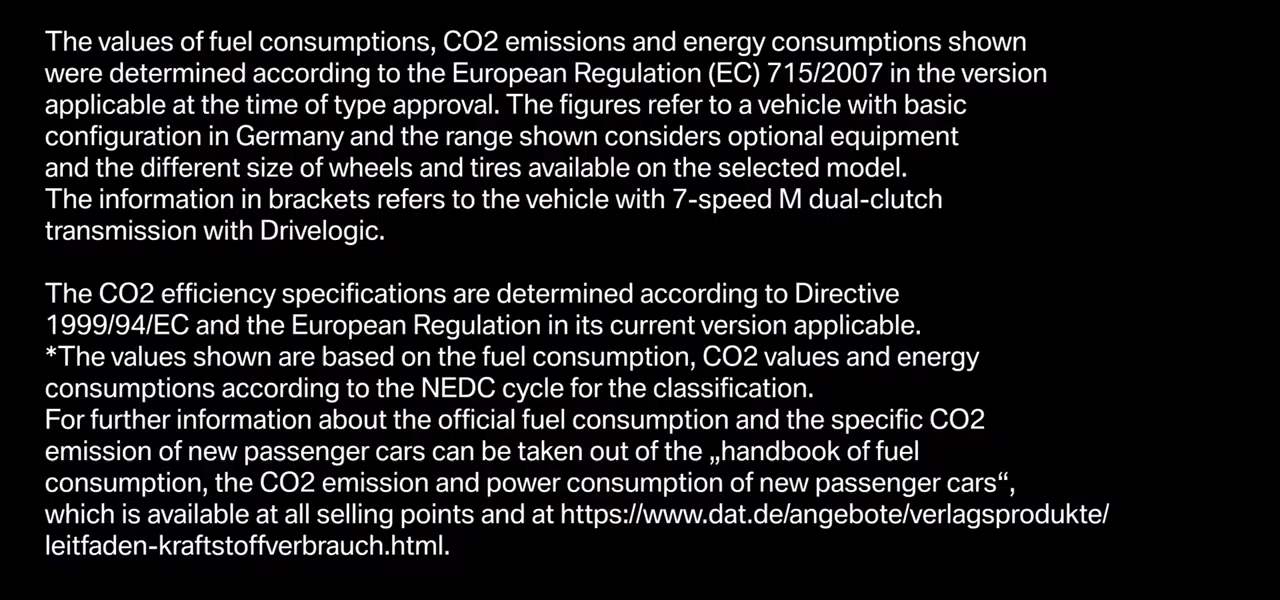 The values of fuel consumptions, CO2 emissions and energy consumptions shown
were determined according to the European Regulation (EC) 715/2007 in the version
applicable at the time of type approval. The figures refer to a vehicle with basic
configuration in Germany and the range shown considers optional equipment
and the different size of wheels and tires available on the selected model.
The information in brackets refers to the vehicle with 7-speed M dual-clutch
transmission with Drivelogic.

The CO2 efficiency specifications are determined according to Directive
1999/94/EC and the European Regulation in its current version applicable.
*The values shown are based on the fuel consumption, CO2 values and energy
consumptions according to the NEDC cycle for the classification.
For further information about the official fuel consumption and the specific CO2
emission of new passenger cars can be taken out of the „handbook of fuel
consumption, the CO2 emission and power consumption of new passenger cars“,
which is available at all selling points and at https://www.dat.de/angebote/verlagsprodukte/
leitfaden-kraftstoffverbrauch.html.